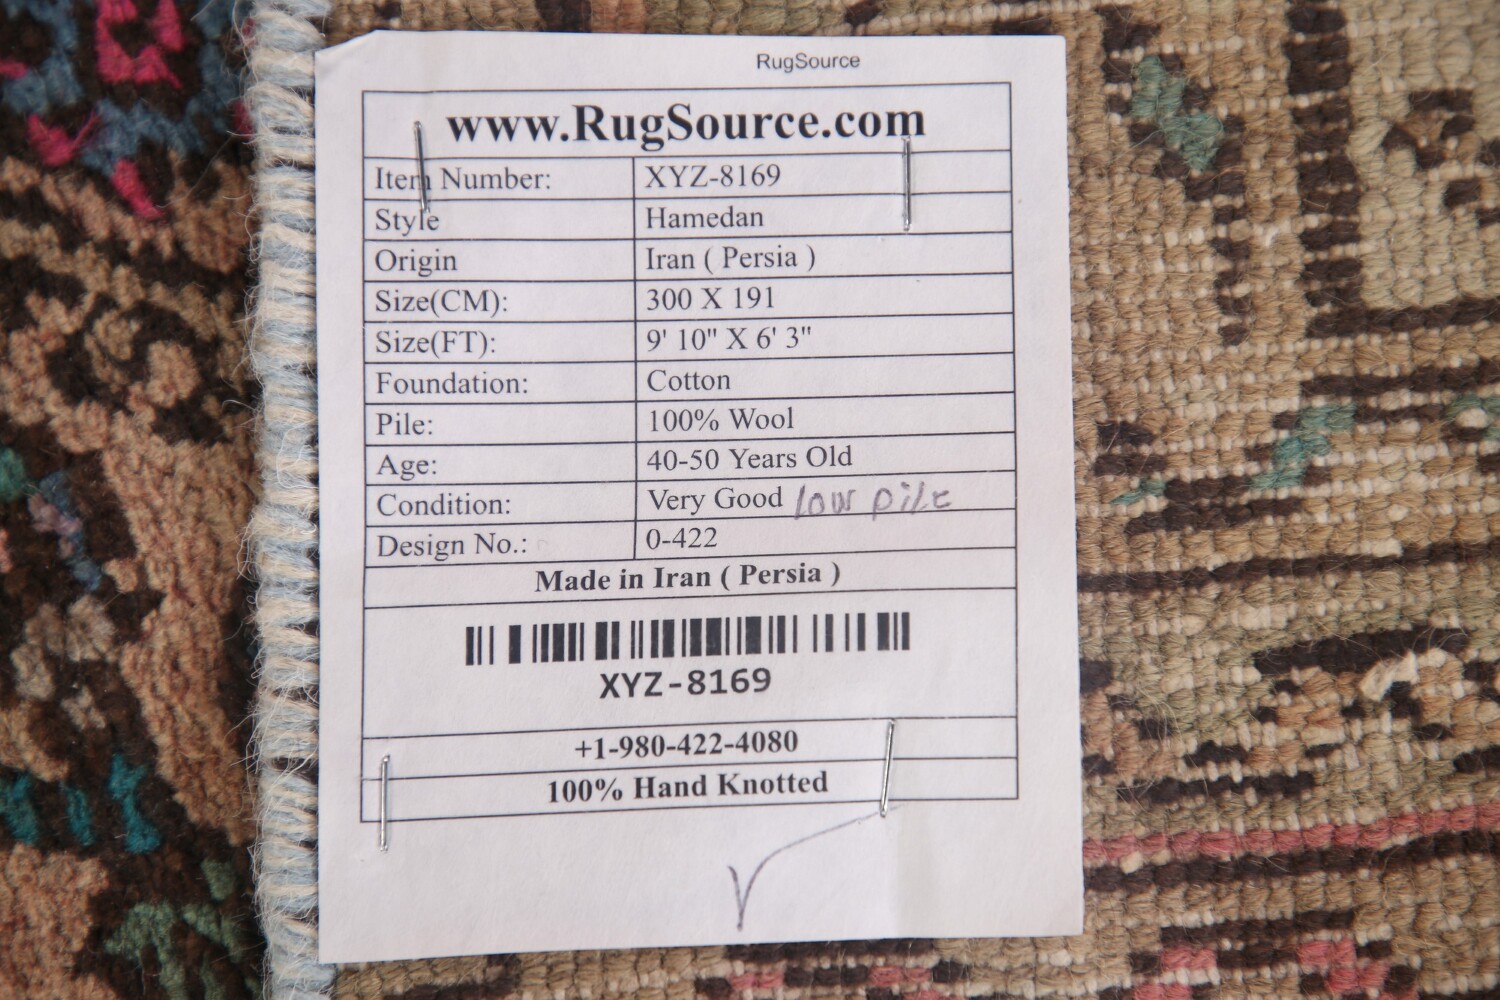 RugSource
www.RugSource.com
Item Number: XYZ-8169
Style Hamedan
Origin Iran ( Persia )
Size(CM): 300 X 191
Size(FT): 9' 10" X 6' 3"
Foundation: Cotton
Pile: 100% Wool
Age: 40-50 Years Old
Condition: Very Good low pile
Design No.: 0-422
Made in Iran ( Persia )
XYZ-8169
+1-980-422-4080
100% Hand Knotted